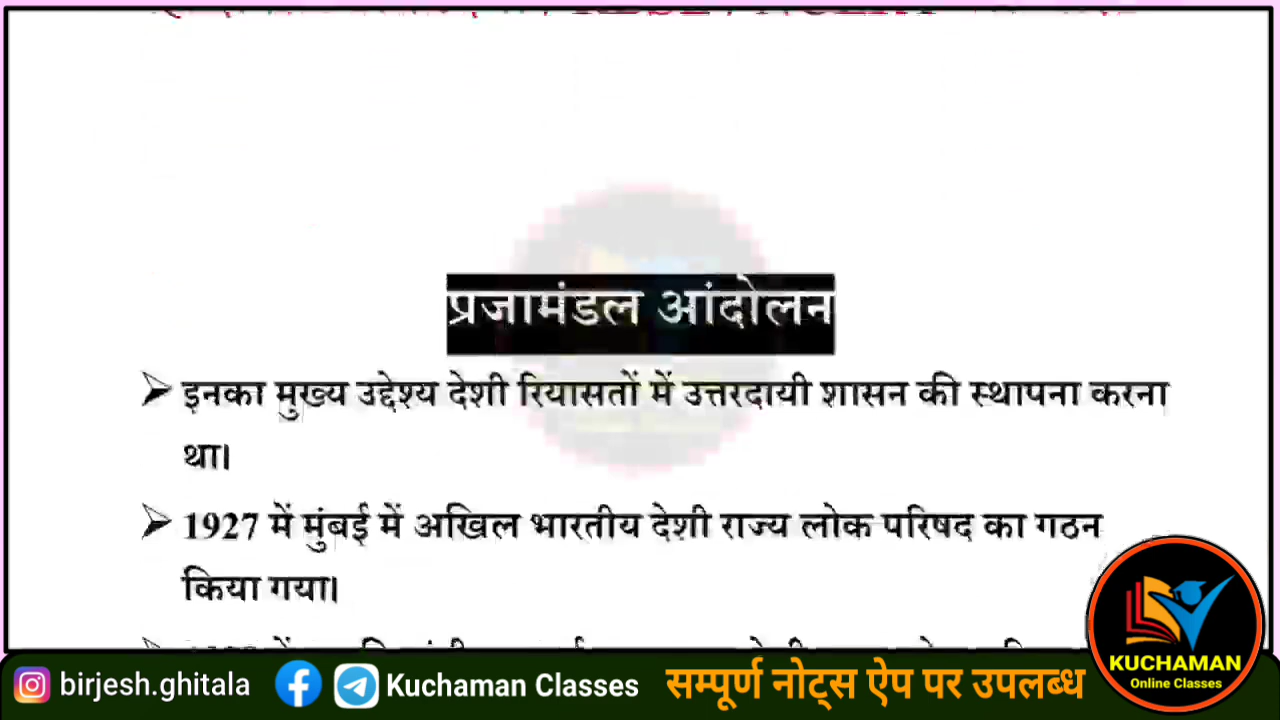 प्रजामंडल आंदोलन
➢ इनका मुख्य उद्देश्य देशी रियासतों में उत्तरदायी शासन की स्थापना करना
था।
➢ 1927 में मुंबई में अखिल भारतीय देशी राज्य लोक परिषद का गठन
किया गया।
birjesh.ghitala Kuchaman Classes सम्पूर्ण नोट्स ऐप पर उपलब्ध
KUCHAMAN
Online Classes